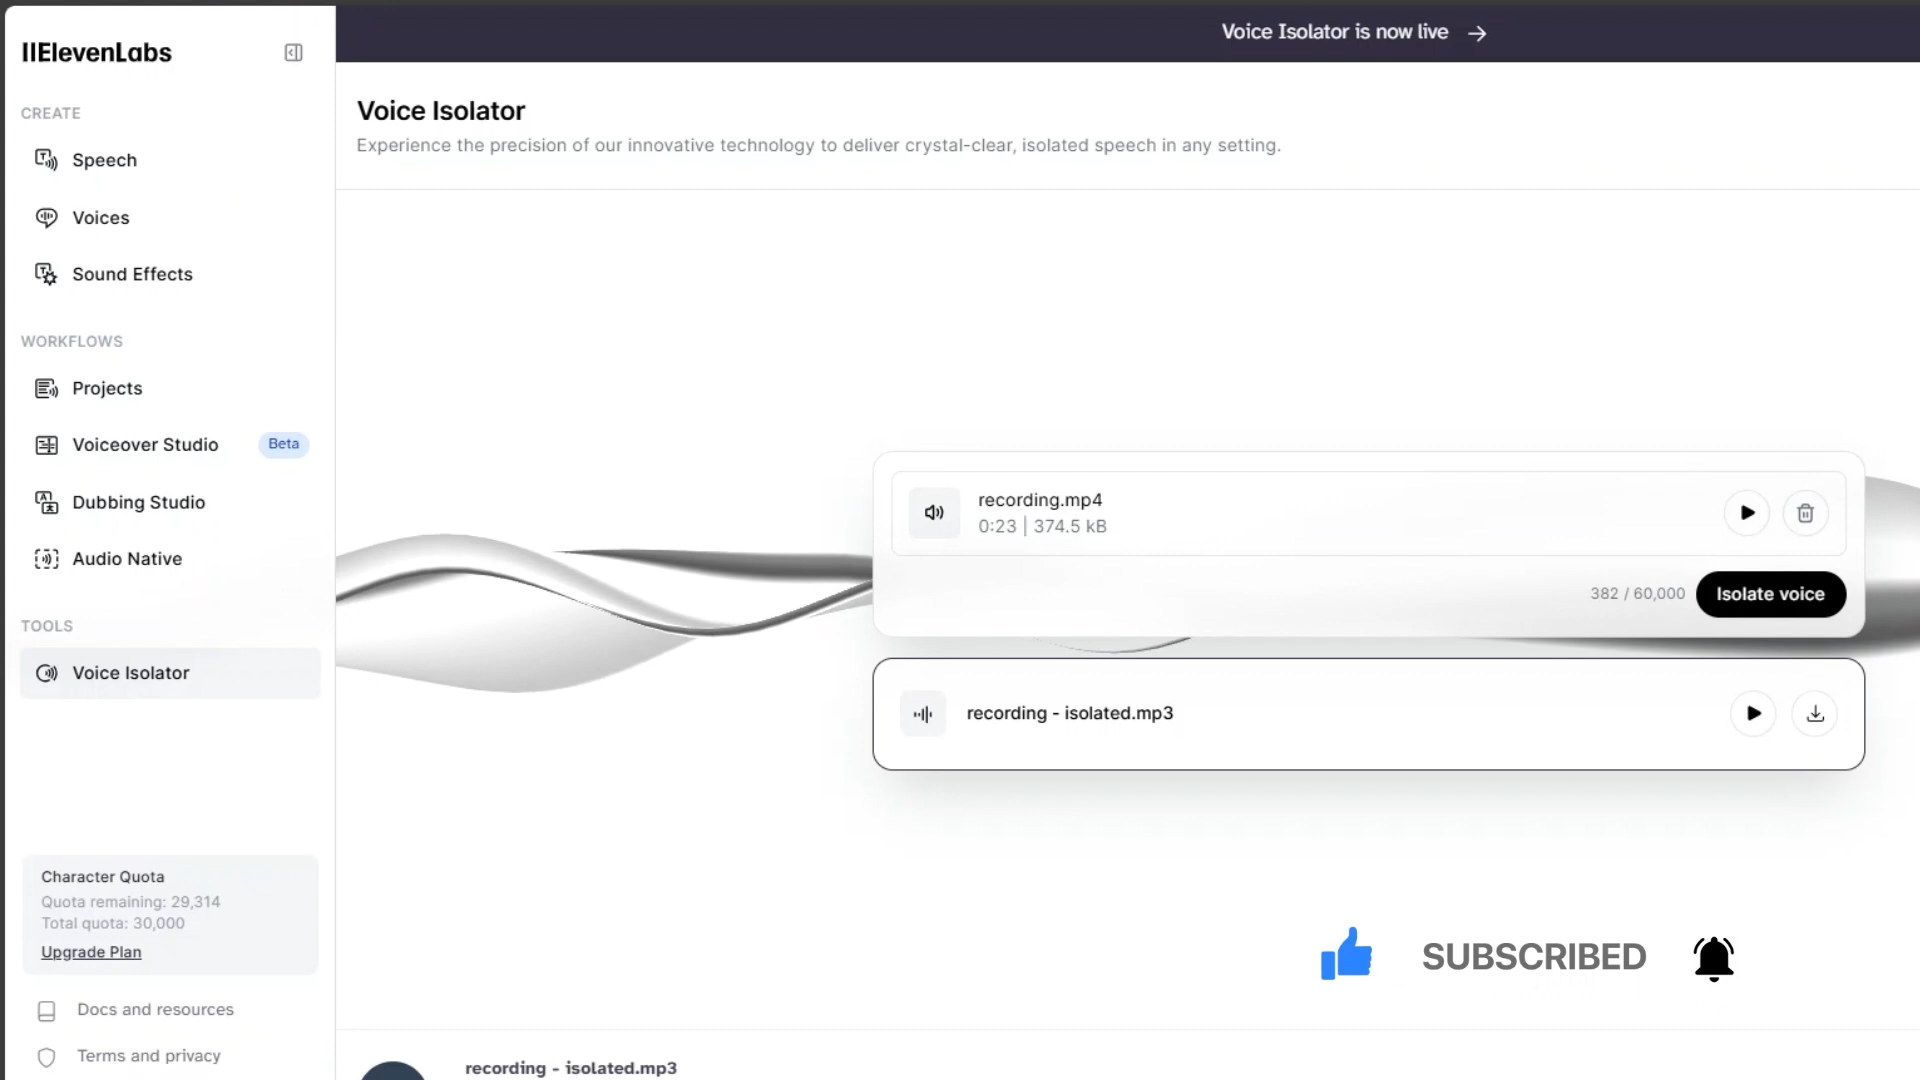 IIElevenLabs
CREATE
Speech
Voices
Sound Effects
WORKFLOWS
Projects
Voiceover Studio Beta
Dubbing Studio
Audio Native
TOOLS
Voice Isolator
Character Quota
Quota remaining: 29,314
Total quota: 30,000
Upgrade Plan
Docs and resources
Terms and privacy
Voice Isolator is now live →
Voice Isolator
Experience the precision of our innovative technology to deliver crystal-clear, isolated speech in any setting.
recording.mp4
0:23 | 374.5 kB
382 / 60,000 Isolate voice
recording - isolated.mp3
SUBSCRIBED
recording - isolated.mp3